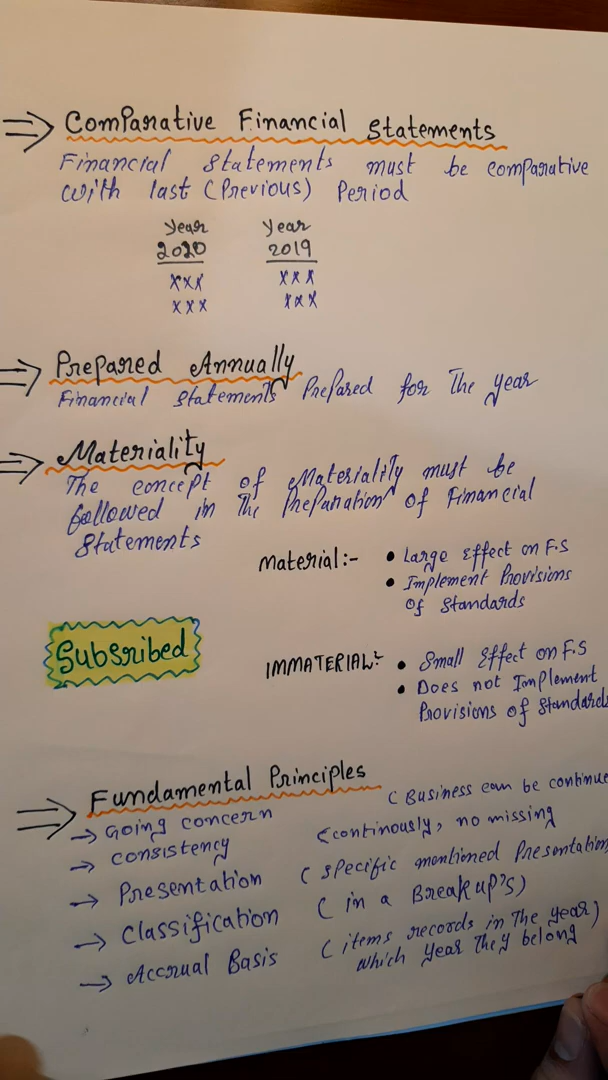 Comparative Financial Statements
Financial Statements must be comparative
with last (Previous) Period
Year Year
2020 2019
xxx xxx
xxx xxx
Prepared Annually
Financial Statements Prepared for The year
Materiality
The concept of Materiality must be
followed in The Preparation of Financial
Statements
Material:- • Large Effect on F.S
• Implement Provisions
of Standards
Subsribed
IMMATERIAL:- • Small Effect on F.S
• Does not Implement
Provisions of Standards
Fundamental Principles
→ Going concern ( Business can be continue
→ consistency (continously, no missing
→ Presentation ( specific mentioned Presentation
→ Classification ( in a Breakup's)
→ Accrual Basis ( items records in The year)
which year They belong